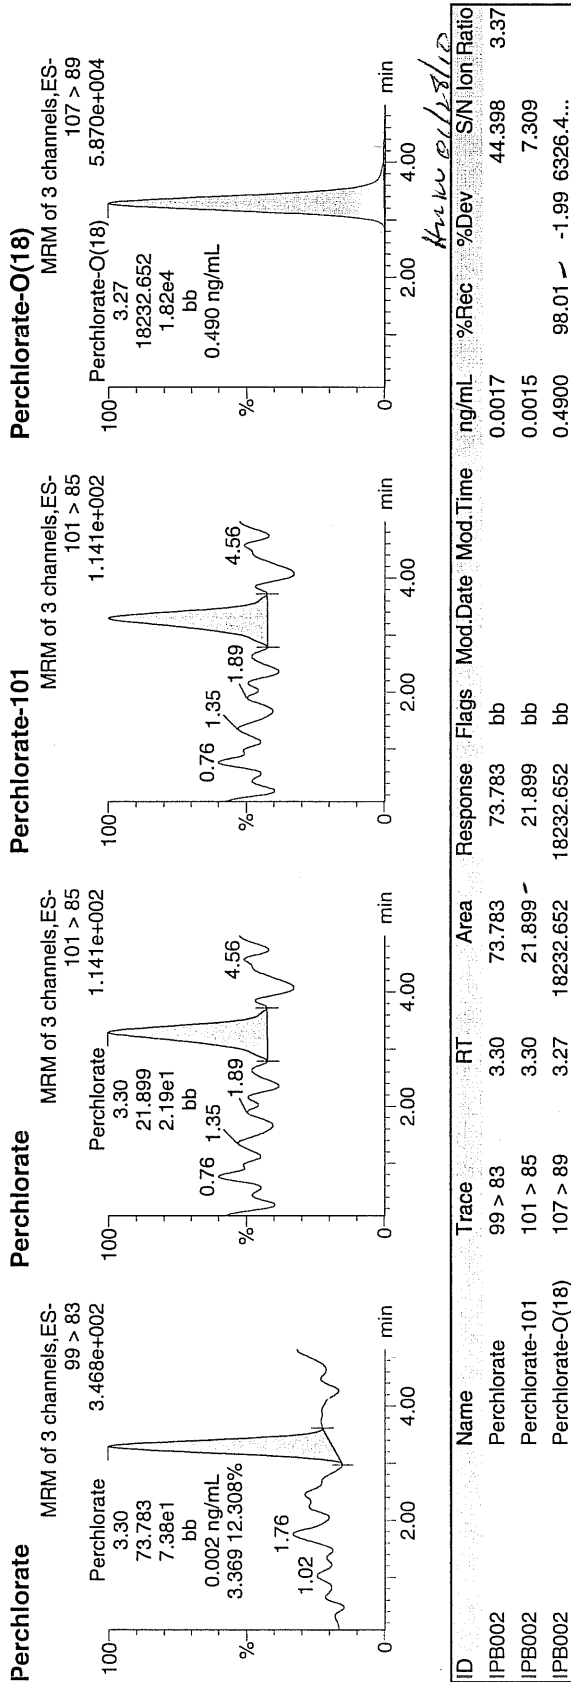 Perchlorate
MRM of 3 channels,ES-
99 > 83
3.468e+002
100
Perchlorate
3.30
73.783
7.38e1
bb
0.002 ng/mL
3.369 12.308%
%
1.02
1.76
0
2.00
4.00
min
Perchlorate
MRM of 3 channels,ES-
101 > 85
1.141e+002
100
Perchlorate
3.30
21.899
2.19e1
bb
%
0.76
1.35
1.89
4.56
0
2.00
4.00
min
Perchlorate-101
MRM of 3 channels,ES-
101 > 85
1.141e+002
100
%
0.76
1.35
1.89
4.56
0
2.00
4.00
min
Perchlorate-O(18)
MRM of 3 channels,ES-
107 > 89
5.870e+004
100
Perchlorate-O(18)
3.27
18232.652
1.82e4
bb
0.490 ng/mL
%
0
2.00
4.00
min
01/28/10
ID Name Trace RT Area Response Flags Mod.Date Mod.Time ng/mL %Rec %Dev S/N Ion Ratio
IPB002 Perchlorate 99 > 83 3.30 73.783 73.783 bb 0.0017 44.398 3.37
IPB002 Perchlorate-101 101 > 85 3.30 21.899 21.899 bb 0.0015 7.309
IPB002 Perchlorate-O(18) 107 > 89 3.27 18232.652 18232.652 bb 0.4900 98.01 -1.99 6326.4...